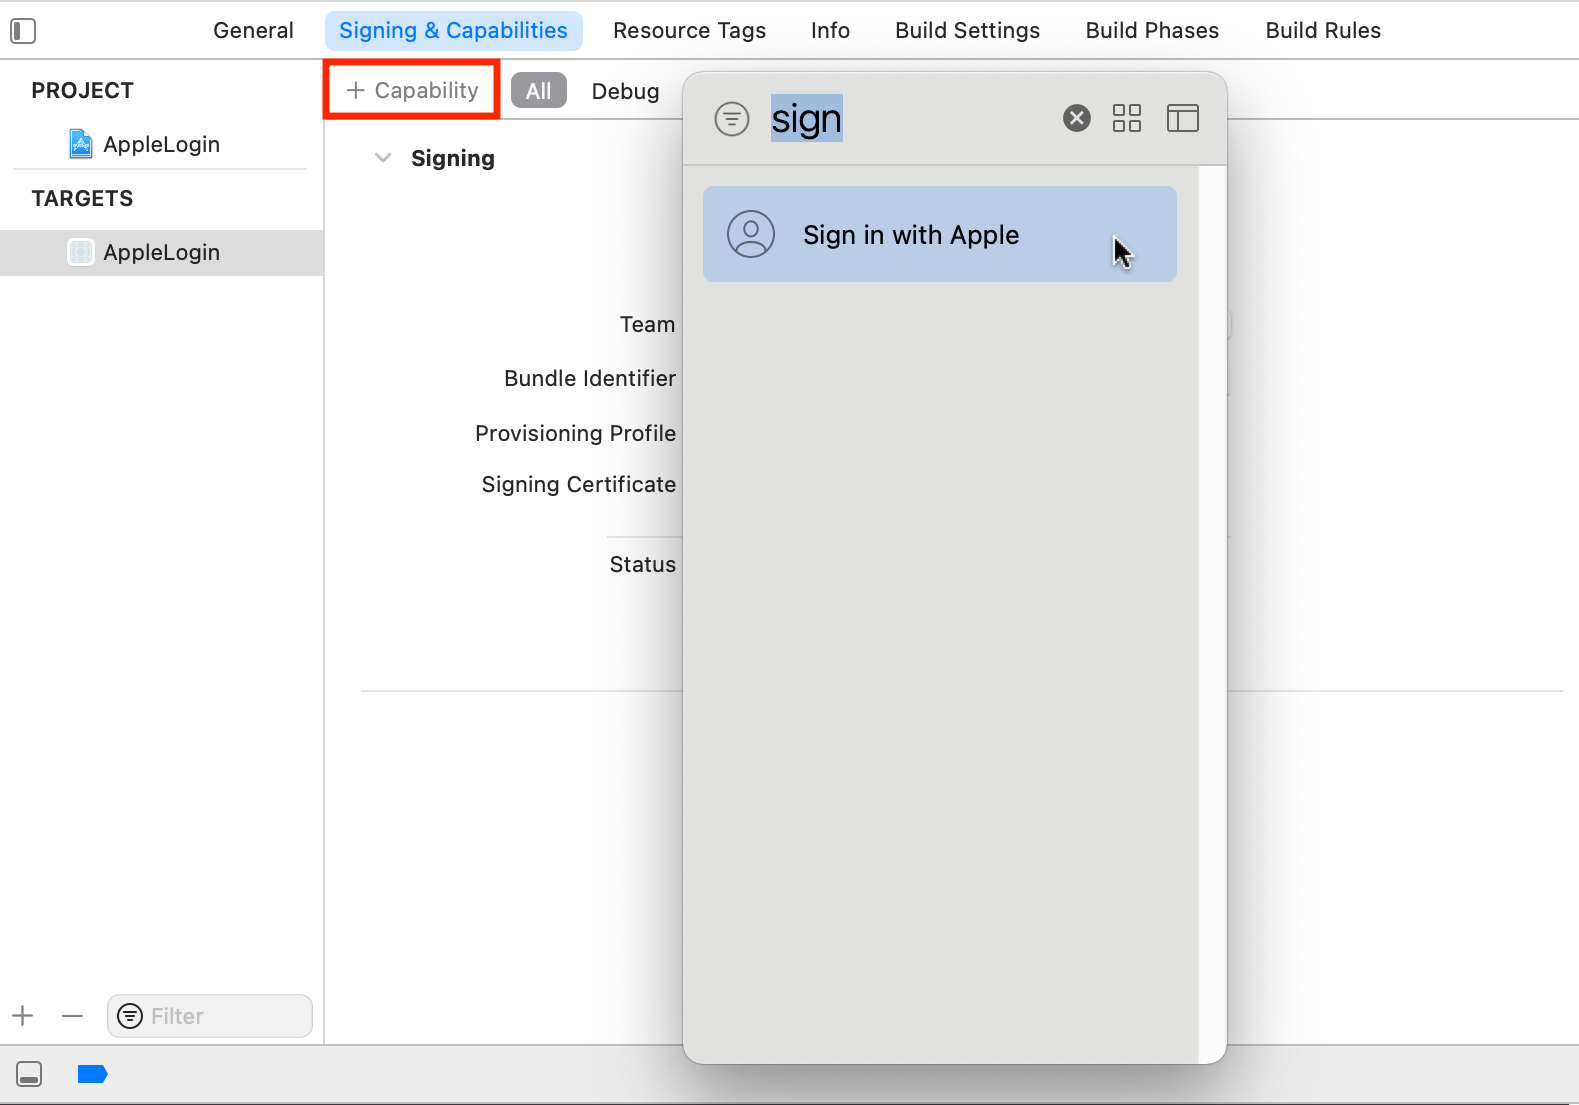 General Signing & Capabilities Resource Tags Info Build Settings Build Phases Build Rules
PROJECT
AppleLogin
TARGETS
AppleLogin
+ Capability All Debug
Signing
Team
Bundle Identifier
Provisioning Profile
Signing Certificate
Status
sign
Sign in with Apple
Filter